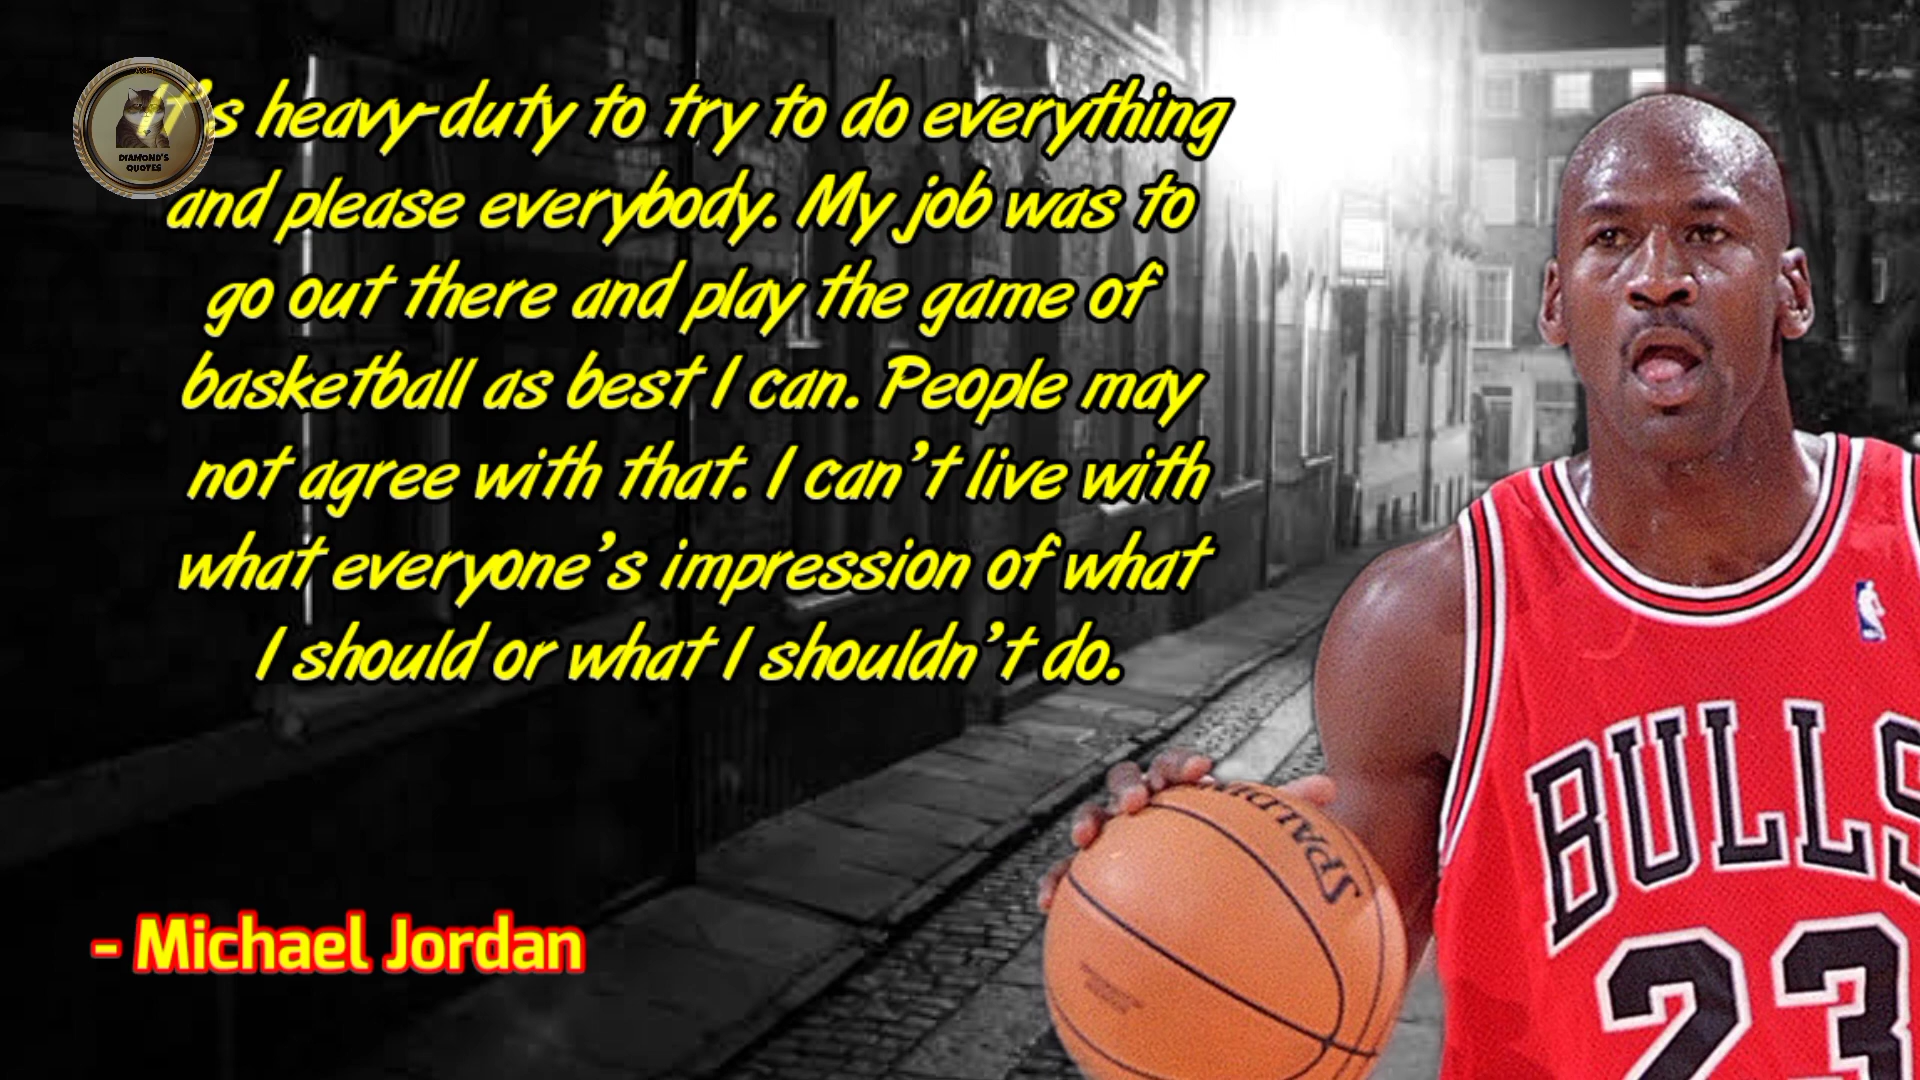 It's heavy-duty to try to do everything
and please everybody. My job was to
go out there and play the game of
basketball as best I can. People may
not agree with that. I can't live with
what everyone's impression of what
I should or what I shouldn't do.
- Michael Jordan
DIAMOND'S
QUOTES
SPALDING
BULLS
23